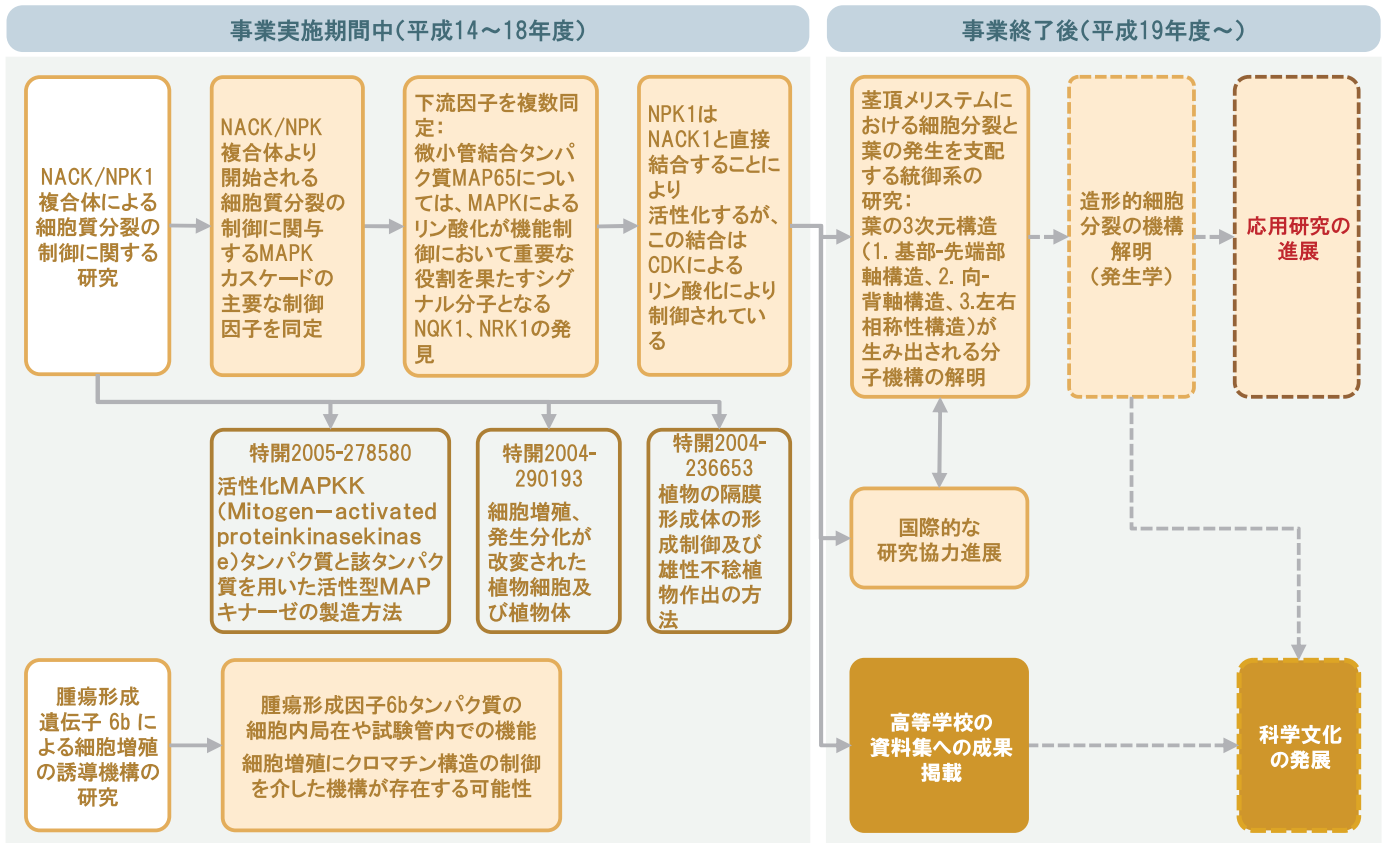 事業実施期間中(平成14～18年度)
NACK/NPK1
複合体による
細胞質分裂の
制御に関する
研究
NACK/NPK
複合体より
開始される
細胞質分裂の
制御に関与
するMAPK
カスケードの
主要な制御
因子を同定
下流因子を複数同
定：
微小管結合タンパ
ク質MAP65につい
ては、MAPKによる
リン酸化が機能制
御において重要な
役割を果たすシグ
ナル分子となる
NQK1、NRK1の発
見
NPK1は
NACK1と直接
結合することに
より
活性化するが、
この結合は
CDKによる
リン酸化により
制御されてい
る
特開2005-278580
活性化MAPKK
(Mitogen－activated
proteinkinasekinas
e)タンパク質と該タンパク
質を用いた活性型MAP
キナーゼの製造方法
特開2004-
290193
細胞増殖、
発生分化が
改変された
植物細胞及
び植物体
特開2004-
236653
植物の隔膜
形成体の形
成制御及び
雄性不稔植
物作出の方
法
腫瘍形成
遺伝子 6b に
よる細胞増殖
の誘導機構の
研究
腫瘍形成因子6bタンパク質の
細胞内局在や試験管内での機能
細胞増殖にクロマチン構造の制御
を介した機構が存在する可能性
事業終了後(平成19年度～)
茎頂メリステムに
おける細胞分裂と
葉の発生を支配
する統御系の
研究：
葉の3次元構造
(1. 基部-先端部
軸構造、2. 向-
背軸構造、3.左右
相称性構造)が
生み出される分
子機構の解明
造形的細胞
分裂の機構
解明
(発生学)
応用研究の
進展
国際的な
研究協力進展
高等学校の
資料集への成果
掲載
科学文化
の発展